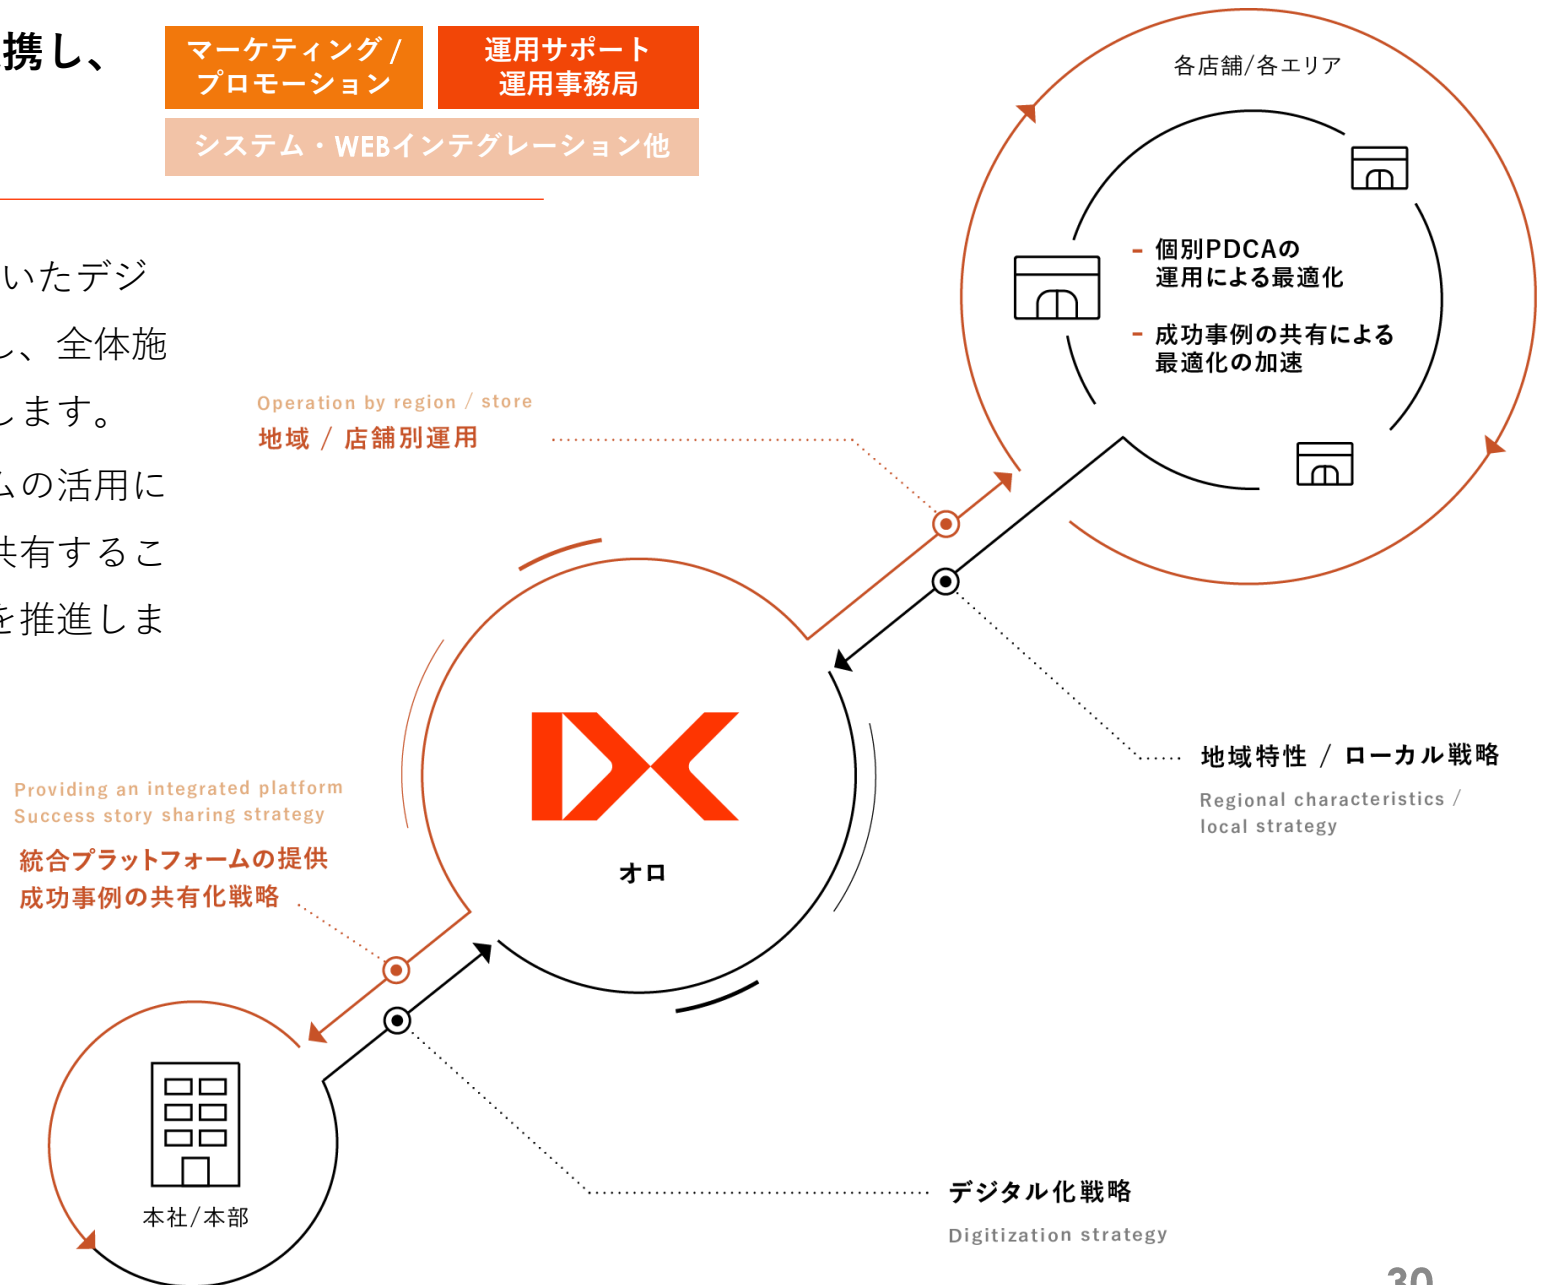 携し、
マーケティング /
プロモーション
運用サポート
運用事務局
システム・WEBインテグレーション他
いたデジ
し、全体施
します。
ムの活用に
共有するこ
を推進しま
各店舗/各エリア
- 個別PDCAの
運用による最適化
- 成功事例の共有による
最適化の加速
Operation by region / store
地域 / 店舗別運用
オロ
地域特性 / ローカル戦略
Regional characteristics /
local strategy
Providing an integrated platform
Success story sharing strategy
統合プラットフォームの提供
成功事例の共有化戦略
本社/本部
デジタル化戦略
Digitization strategy
30